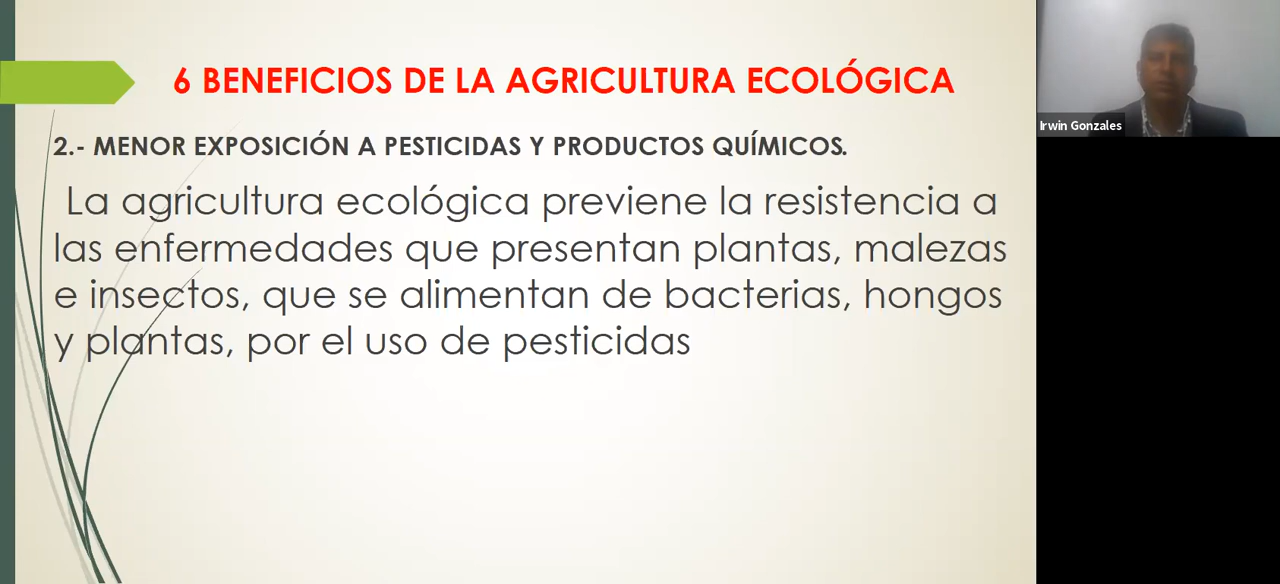 6 BENEFICIOS DE LA AGRICULTURA ECOLÓGICA
2.- MENOR EXPOSICIÓN A PESTICIDAS Y PRODUCTOS QUÍMICOS.
La agricultura ecológica previene la resistencia a
las enfermedades que presentan plantas, malezas
e insectos, que se alimentan de bacterias, hongos
y plantas, por el uso de pesticidas
Irwin Gonzales